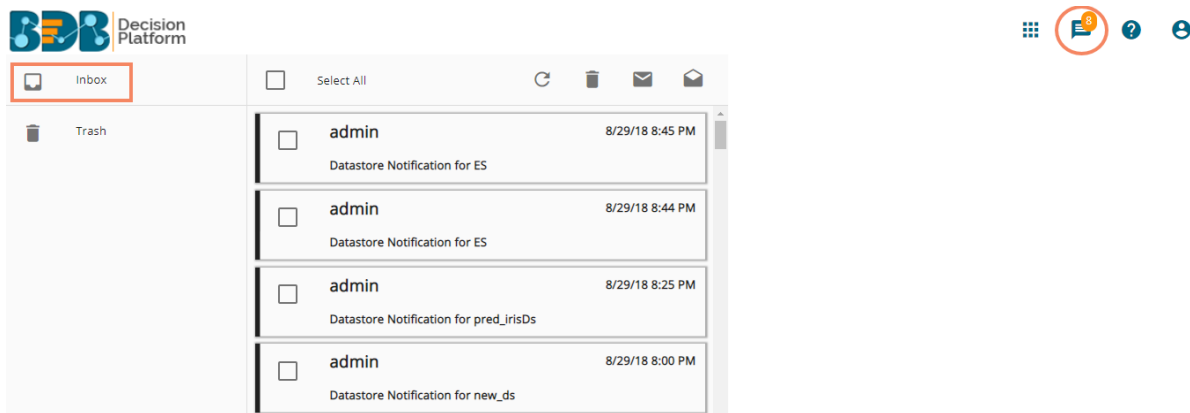 BDB Decision
Platform
8
?
Inbox
Select All
Trash
admin 8/29/18 8:45 PM
Datastore Notification for ES
admin 8/29/18 8:44 PM
Datastore Notification for ES
admin 8/29/18 8:25 PM
Datastore Notification for pred_irisDs
admin 8/29/18 8:00 PM
Datastore Notification for new_ds